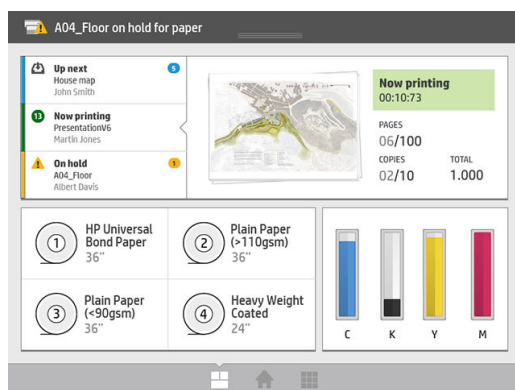 A04_Floor on hold for paper
Up next
5
House map
John Smith
13
Now printing
PresentationV6
Martin Jones
On hold
1
A04_Floor
Albert Davis
Now printing
00:10:73
PAGES
06/100
COPIES
TOTAL
02/10
1.000
1
HP Universal
Bond Paper
36"
2
Plain Paper
(>110gsm)
36"
3
Plain Paper
(<90gsm)
36"
4
Heavy Weight
Coated
24"
C
K
Y
M